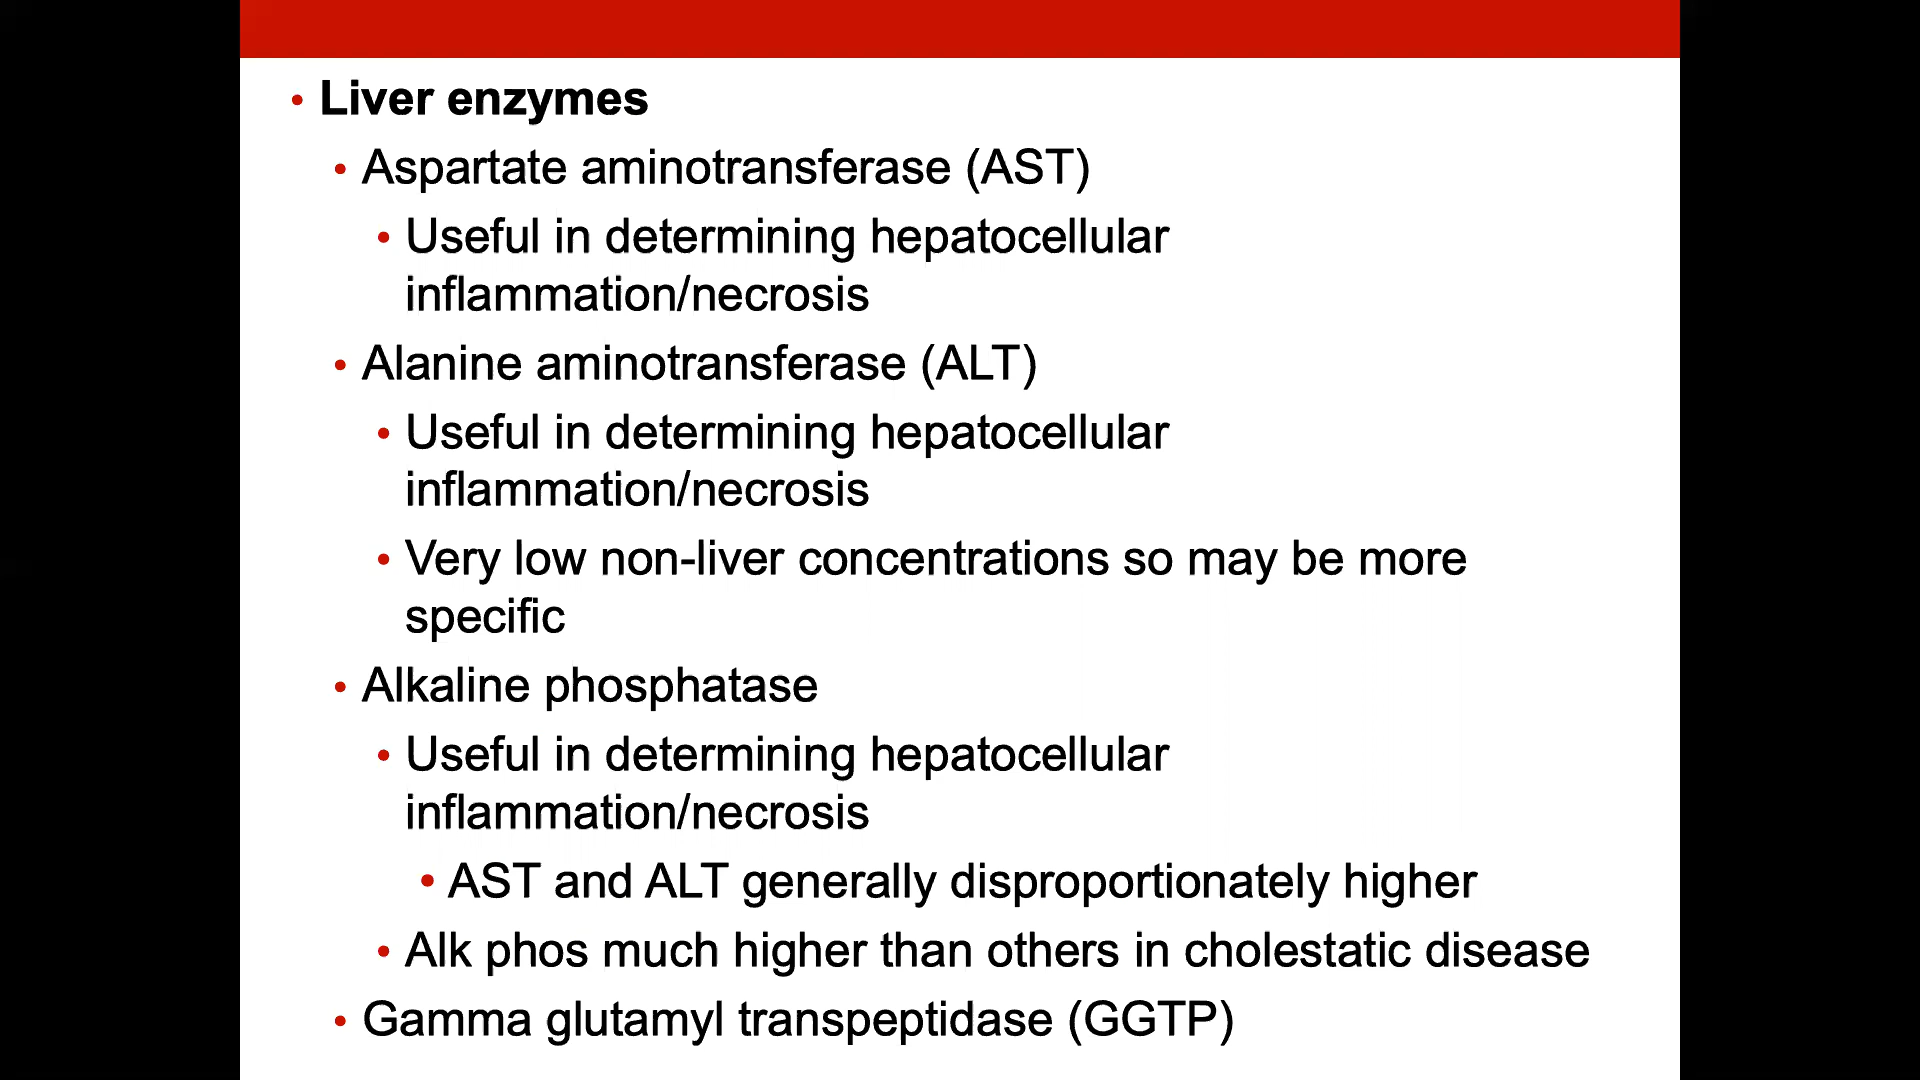 • Liver enzymes
• Aspartate aminotransferase (AST)
• Useful in determining hepatocellular
inflammation/necrosis
• Alanine aminotransferase (ALT)
• Useful in determining hepatocellular
inflammation/necrosis
• Very low non-liver concentrations so may be more
specific
• Alkaline phosphatase
• Useful in determining hepatocellular
inflammation/necrosis
• AST and ALT generally disproportionately higher
• Alk phos much higher than others in cholestatic disease
• Gamma glutamyl transpeptidase (GGTP)